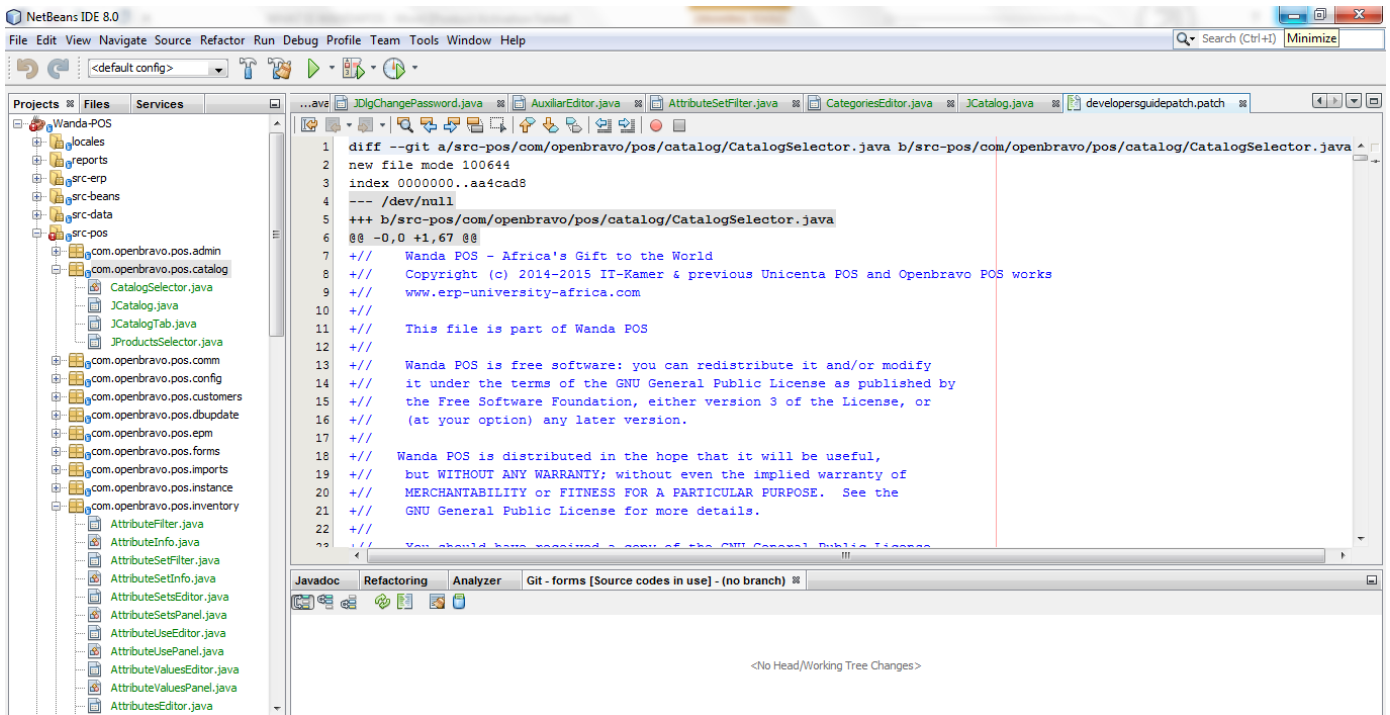 NetBeans IDE 8.0
File Edit View Navigate Source Refactor Run Debug Profile Team Tools Window Help
Search (Ctrl+I)
Minimize
<default config>
Projects
Files
Services
Wanda-POS
locales
reports
src-erp
src-beans
src-data
src-pos
com.openbravo.pos.admin
com.openbravo.pos.catalog
CatalogSelector.java
JCatalog.java
JCatalogTab.java
JProductsSelector.java
com.openbravo.pos.comm
com.openbravo.pos.config
com.openbravo.pos.customers
com.openbravo.pos.dbupdate
com.openbravo.pos.epm
com.openbravo.pos.forms
com.openbravo.pos.imports
com.openbravo.pos.instance
com.openbravo.pos.inventory
AttributeFilter.java
AttributeInfo.java
AttributeSetFilter.java
AttributeSetInfo.java
AttributeSetsEditor.java
AttributeSetsPanel.java
AttributeUseEditor.java
AttributeUsePanel.java
AttributeValuesEditor.java
AttributeValuesPanel.java
AttributesEditor.java
...ava JDlgChangePassword.java AuxiliarEditor.java AttributeSetFilter.java CategoriesEditor.java JCatalog.java developersguidepatch.patch
1 diff --git a/src-pos/com/openbravo/pos/catalog/CatalogSelector.java b/src-pos/com/openbravo/pos/catalog/CatalogSelector.java
2 new file mode 100644
3 index 0000000..aa4cad8
4 --- /dev/null
5 +++ b/src-pos/com/openbravo/pos/catalog/CatalogSelector.java
6 @@ -0,0 +1,67 @@
7 +// Wanda POS - Africa's Gift to the World
8 +// Copyright (c) 2014-2015 IT-Kamer & previous Unicenta POS and Openbravo POS works
9 +// www.erp-university-africa.com
10 +//
11 +// This file is part of Wanda POS
12 +//
13 +// Wanda POS is free software: you can redistribute it and/or modify
14 +// it under the terms of the GNU General Public License as published by
15 +// the Free Software Foundation, either version 3 of the License, or
16 +// (at your option) any later version.
17 +//
18 +// Wanda POS is distributed in the hope that it will be useful,
19 +// but WITHOUT ANY WARRANTY; without even the implied warranty of
20 +// MERCHANTABILITY or FITNESS FOR A PARTICULAR PURPOSE. See the
21 +// GNU General Public License for more details.
22 +//
23 +// You should have received a copy of the GNU General Public License
Javadoc Refactoring Analyzer Git - forms [Source codes in use] - (no branch)
<No Head/Working Tree Changes>